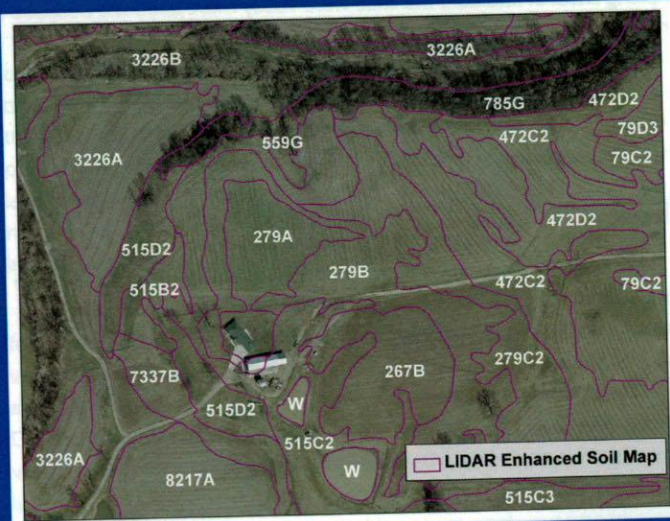 3226B
3226A
785G
472D2
3226A
559G
472C2
79D3
79C2
279A
472D2
515D2
279B
472C2
79C2
515B2
7337B
267B
279C2
515D2
W
515C2
3226A
8217A
W
LiDAR Enhanced Soil Map
515C3